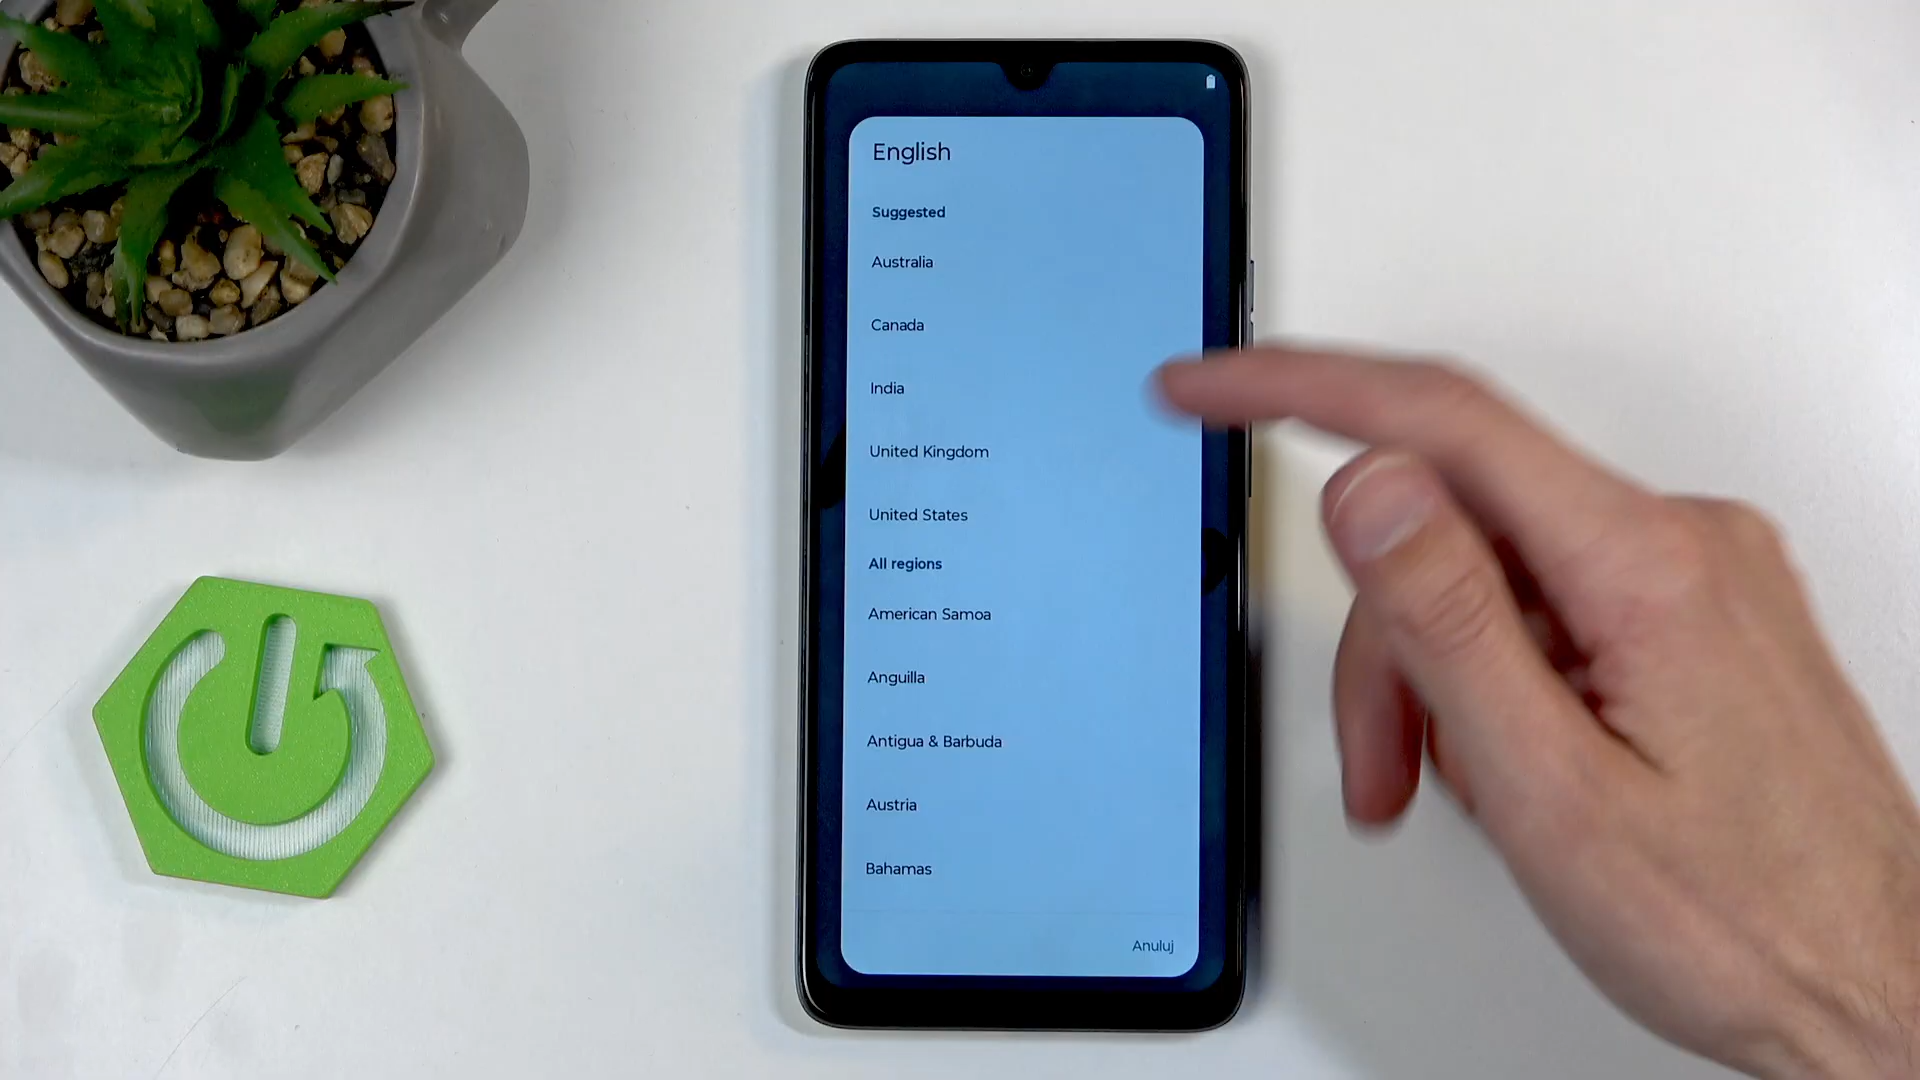 English
Suggested
Australia
Canada
India
United Kingdom
United States
All regions
American Samoa
Anguilla
Antigua & Barbuda
Austria
Bahamas
Anuluj